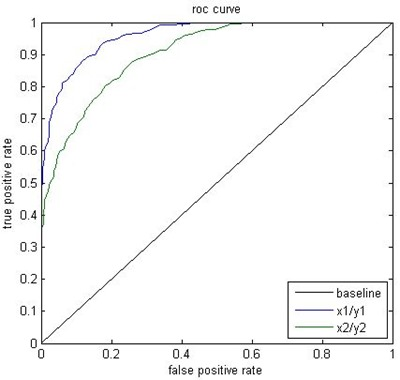 roc curve
true positive rate
1
0.9
0.8
0.7
0.6
0.5
0.4
0.3
0.2
0.1
0
0
0.2
0.4
0.6
0.8
1
false positive rate
baseline
x1/y1
x2/y2